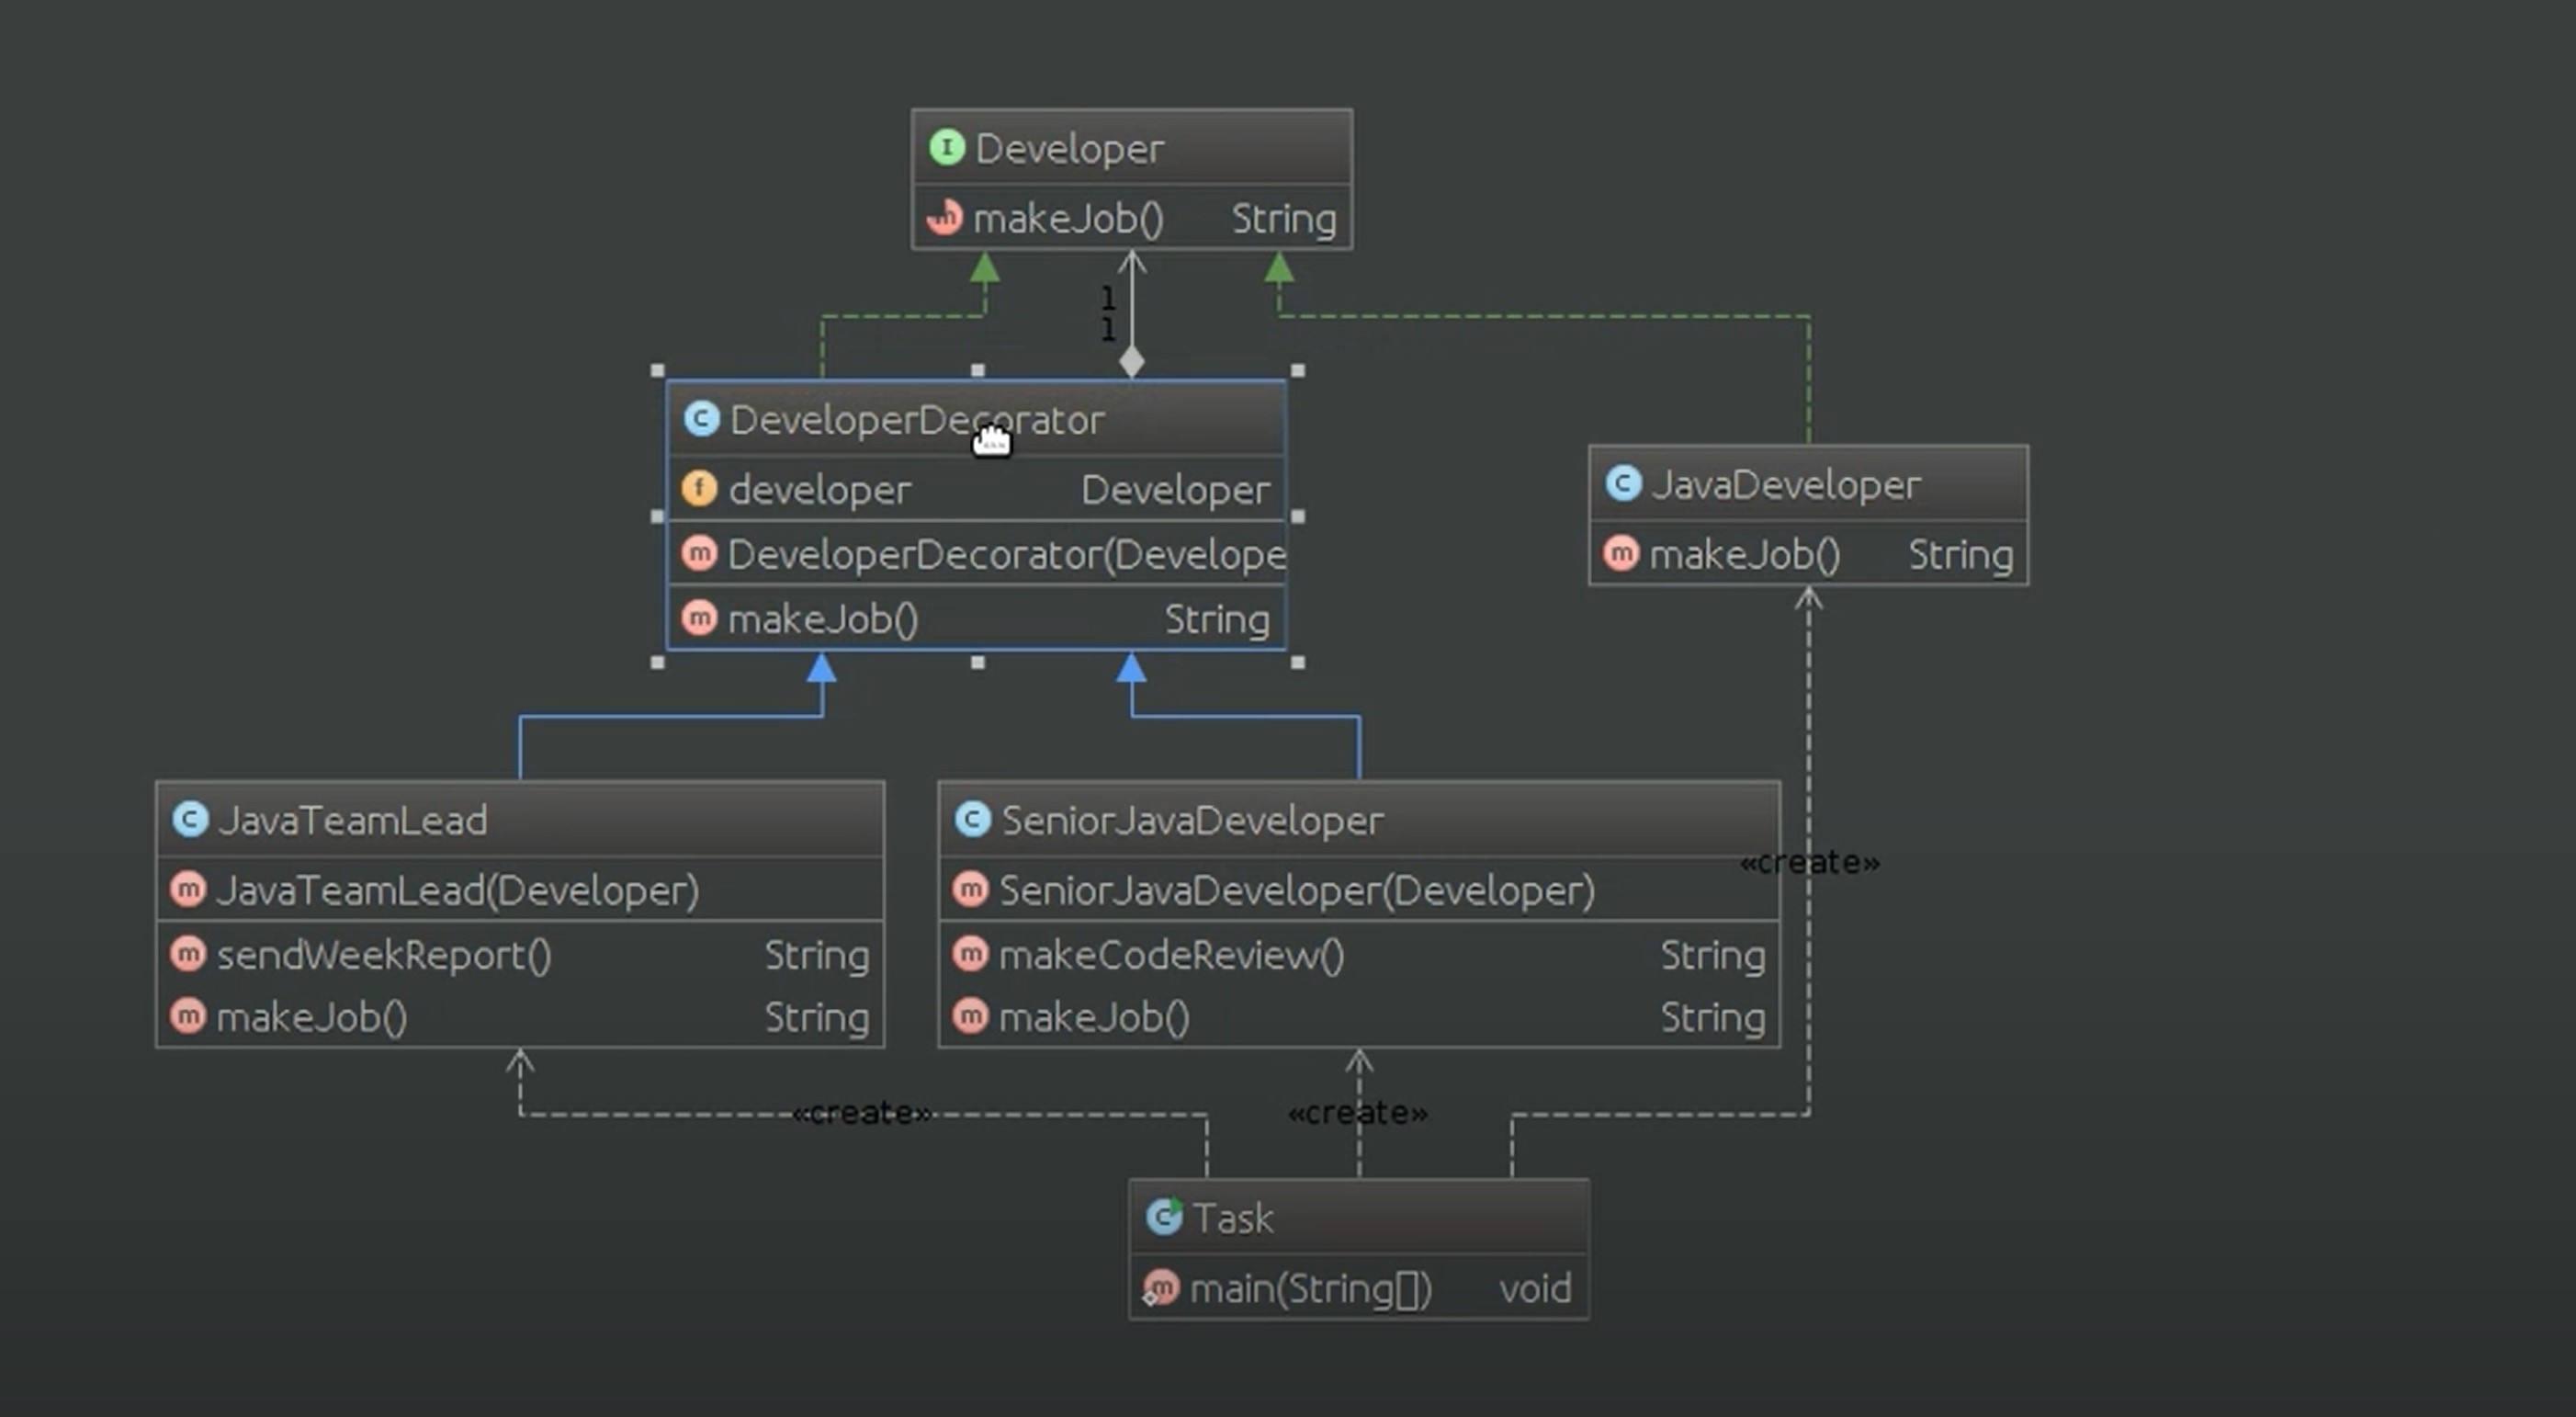 I Developer
m makeJob() String
1
1
C DeveloperDecorator
f developer Developer
m DeveloperDecorator(Develope
m makeJob() String
C JavaDeveloper
m makeJob() String
C JavaTeamLead
m JavaTeamLead(Developer)
m sendWeekReport() String
m makeJob() String
C SeniorJavaDeveloper
m SeniorJavaDeveloper(Developer)
m makeCodeReview() String
m makeJob() String
«create»
«create»
«create»
C Task
m main(String[]) void